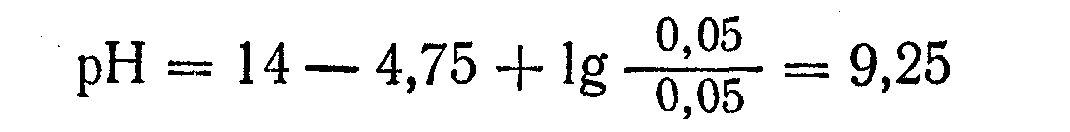 pH = 14 — 4,75 + lg 0,05/0,05 = 9,25